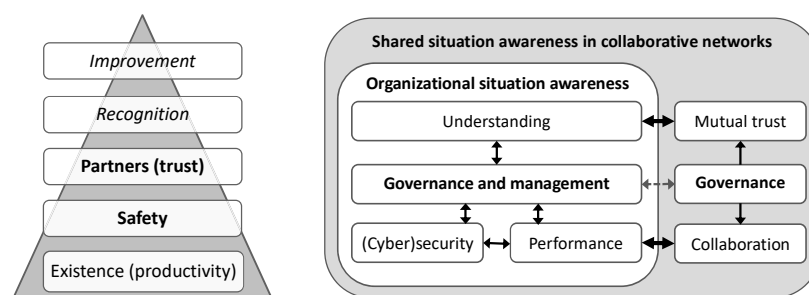 Improvement
Recognition
Partners (trust)
Safety
Existence (productivity)
Shared situation awareness in collaborative networks
Organizational situation awareness
Understanding
Mutual trust
Governance and management
Governance
(Cyber)security
Performance
Collaboration